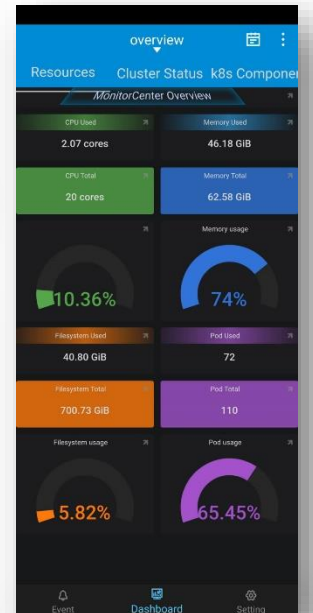 overview
Resources Cluster Status k8s Componen
MonitorCenter Overview
CPU Used Memory Used
2.07 cores 46.18 GiB
CPU Total Memory Total
20 cores 62.58 GiB
Memory usage
10.36% 74%
Filesystem Used Pod Used
40.80 GiB 72
Filesystem Total Pod Total
700.73 GiB 110
Filesystem usage Pod usage
5.82% 65.45%
Event Dashboard Setting